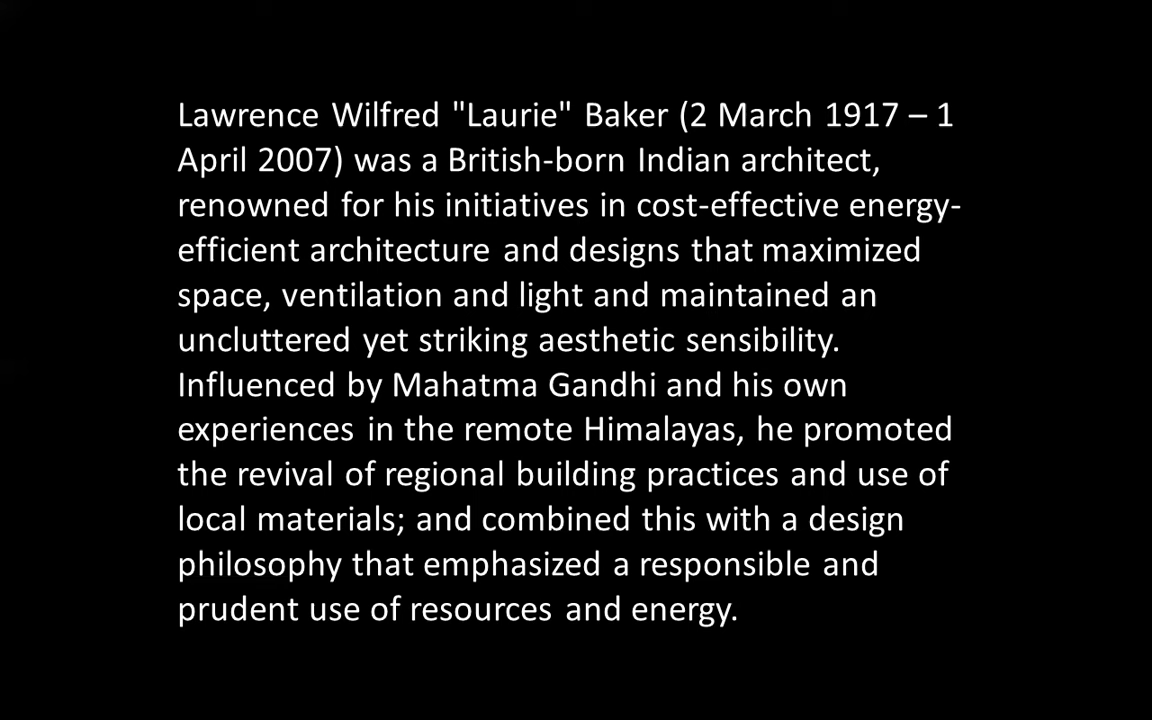 Lawrence Wilfred "Laurie" Baker (2 March 1917 – 1
April 2007) was a British-born Indian architect,
renowned for his initiatives in cost-effective energy-
efficient architecture and designs that maximized
space, ventilation and light and maintained an
uncluttered yet striking aesthetic sensibility.
Influenced by Mahatma Gandhi and his own
experiences in the remote Himalayas, he promoted
the revival of regional building practices and use of
local materials; and combined this with a design
philosophy that emphasized a responsible and
prudent use of resources and energy.